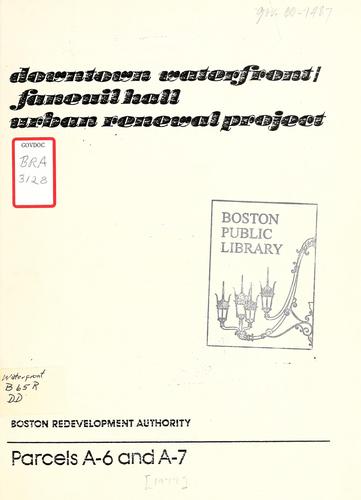 gov 80-1487
downtown waterfront/
faneuil hall
urban renewal project
GOVDOC
BRA
3128
BOSTON
PUBLIC
LIBRARY
Waterfront
B65R
DD
BOSTON REDEVELOPMENT AUTHORITY
Parcels A-6 and A-7
[1977]